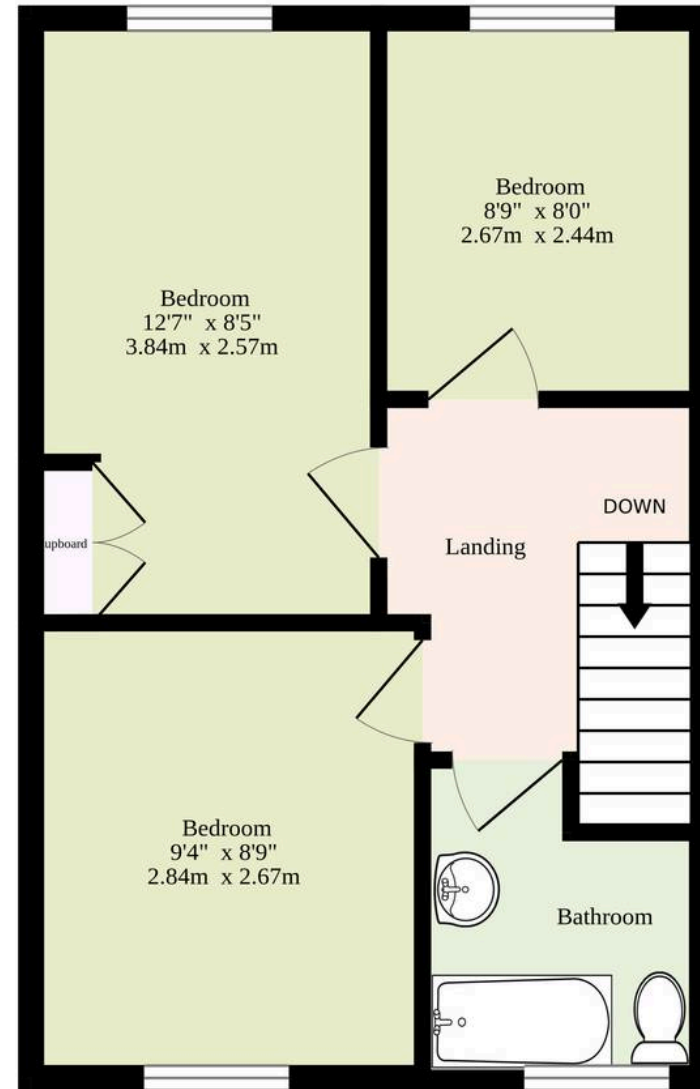 Bedroom
8'9" x 8'0"
2.67m x 2.44m
Bedroom
12'7" x 8'5"
3.84m x 2.57m
DOWN
upboard
Landing
Bedroom
9'4" x 8'9"
2.84m x 2.67m
Bathroom